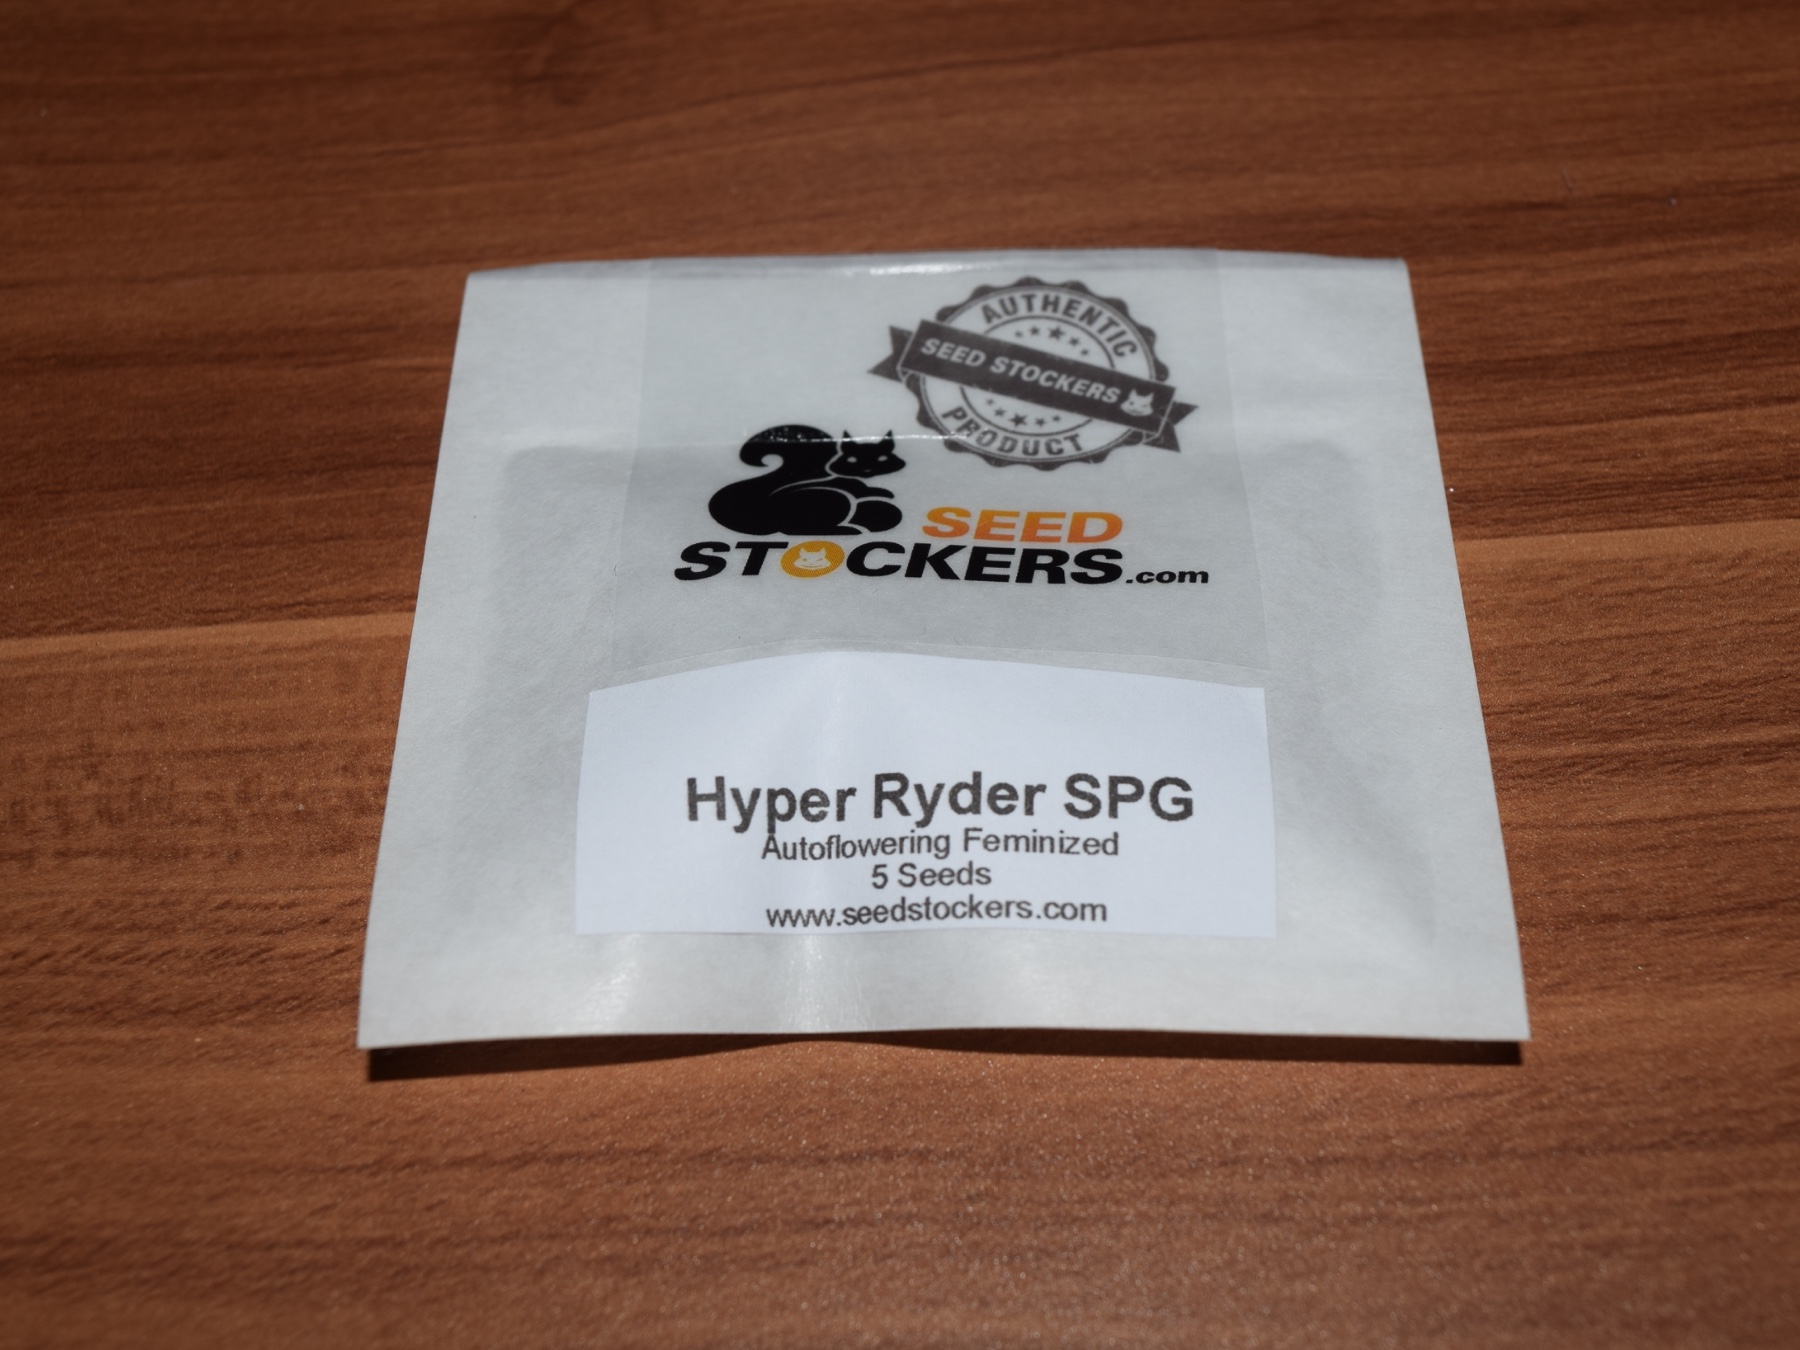 AUTHENTIC
SEED STOCKERS
PRODUCT
SEED
STOCKERS.com
Hyper Ryder SPG
Autoflowering Feminized
5 Seeds
www.seedstockers.com